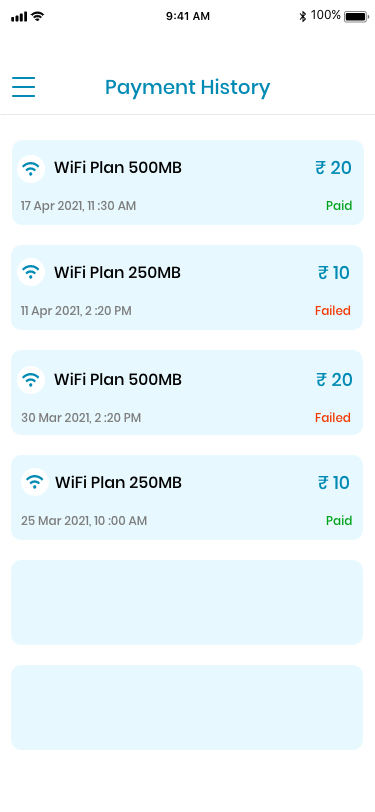 9:41 AM 100%
Payment History
WiFi Plan 500MB ₹ 20
17 Apr 2021, 11 :30 AM Paid
WiFi Plan 250MB ₹ 10
11 Apr 2021, 2 :20 PM Failed
WiFi Plan 500MB ₹ 20
30 Mar 2021, 2 :20 PM Failed
WiFi Plan 250MB ₹ 10
25 Mar 2021, 10 :00 AM Paid